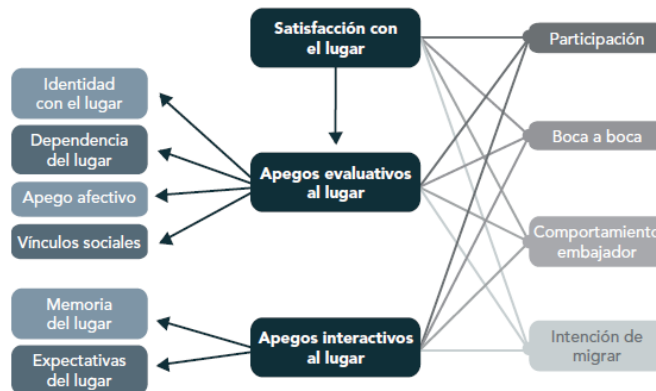 Satisfacción con
el lugar
Participación
Identidad
con el lugar
Dependencia
del lugar
Boca a boca
Apegos evaluativos
al lugar
Apego afectivo
Vínculos sociales
Comportamiento
embajador
Memoria
del lugar
Apegos interactivos
al lugar
Intención de
migrar
Expectativas
del lugar